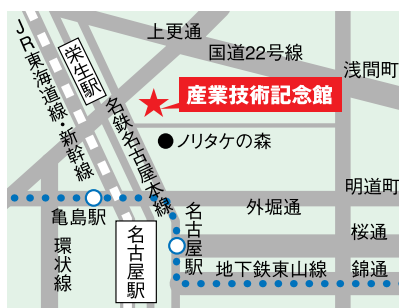 上更通
国道22号線
浅間町
JR東海道線・新幹線
栄生駅
産業技術記念館
名鉄名古屋本線
ノリタケの森
明道町
外堀通
亀島駅
名古屋駅
環状線
名古屋駅
桜通
地下鉄東山線
錦通